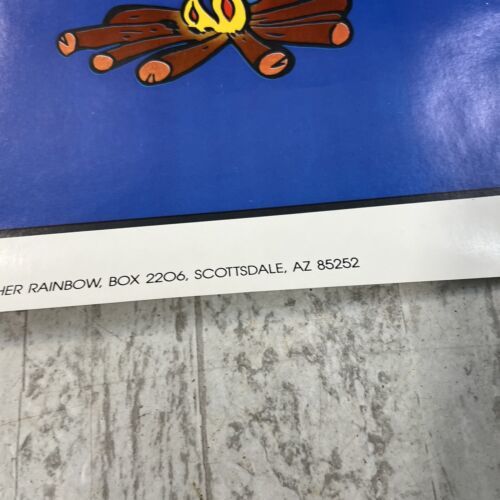 HER RAINBOW, BOX 2206, SCOTTSDALE, AZ 85252